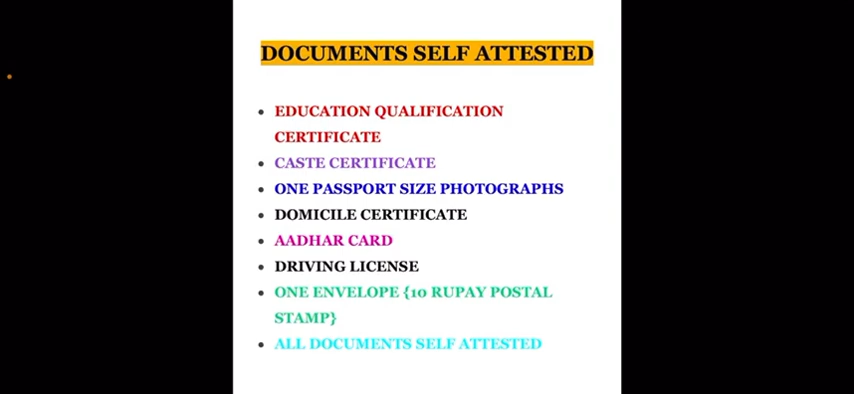 DOCUMENTS SELF ATTESTED
EDUCATION QUALIFICATION
CERTIFICATE
CASTE CERTIFICATE
ONE PASSPORT SIZE PHOTOGRAPHS
DOMICILE CERTIFICATE
AADHAR CARD
DRIVING LICENSE
ONE ENVELOPE {10 RUPAY POSTAL
STAMP}
ALL DOCUMENTS SELF ATTESTED